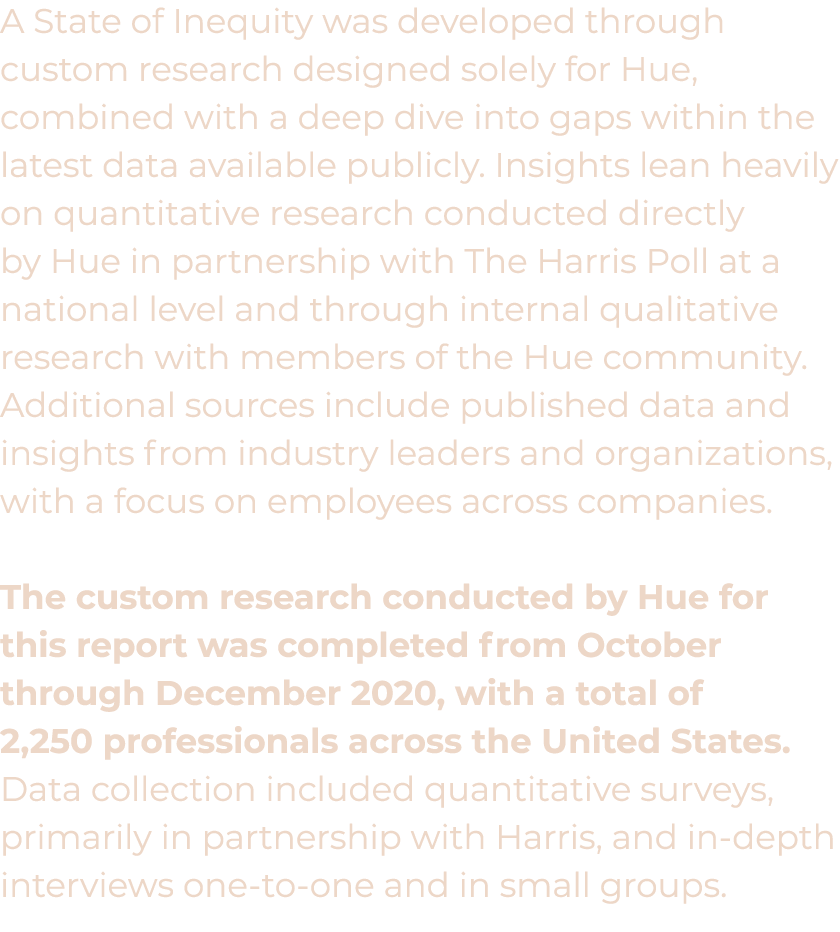 A State of Inequity was developed through
custom research designed solely for Hue,
combined with a deep dive into gaps within the
latest data available publicly. Insights lean heavily
on quantitative research conducted directly
by Hue in partnership with The Harris Poll at a
national level and through internal qualitative
research with members of the Hue community.
Additional sources include published data and
insights from industry leaders and organizations,
with a focus on employees across companies.
The custom research conducted by Hue for
this report was completed from October
through December 2020, with a total of
2,250 professionals across the United States.
Data collection included quantitative surveys,
primarily in partnership with Harris, and in-depth
interviews one-to-one and in small groups.